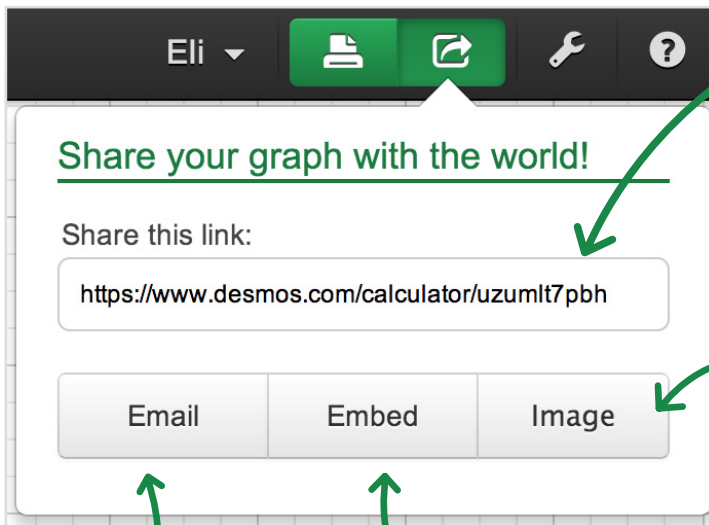 Eli
Share your graph with the world!
Share this link:
https://www.desmos.com/calculator/uzumlt7pbh
Email Embed Image